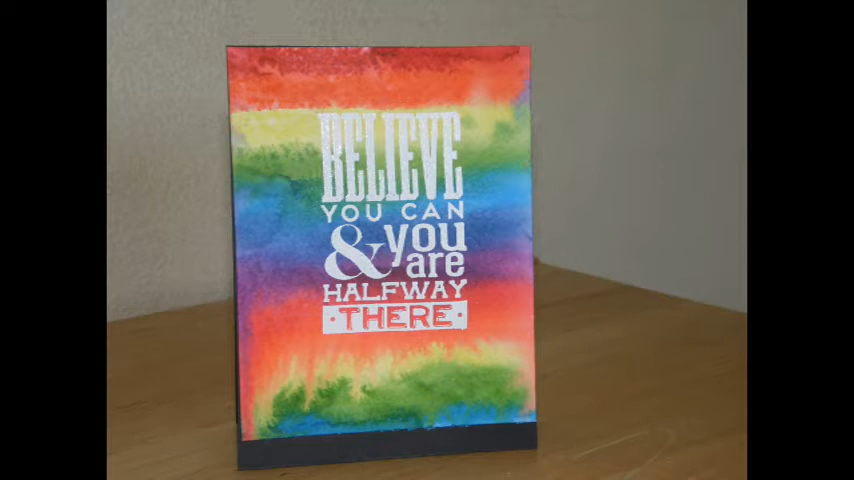 BELIEVE
YOU CAN
& you
are
HALFWAY
· THERE ·